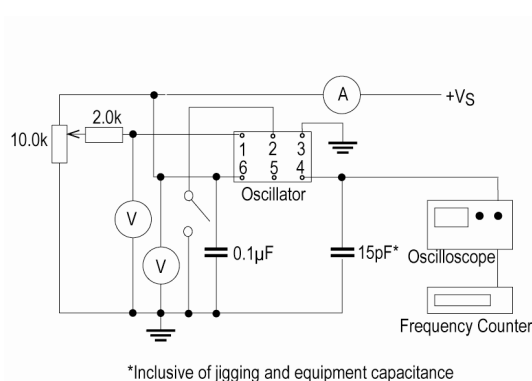 A
+VS
2.0k
10.0k
1 2 3
6 5 4
Oscillator
V
V
0.1µF
15pF*
Oscilloscope
Frequency Counter
*Inclusive of jigging and equipment capacitance